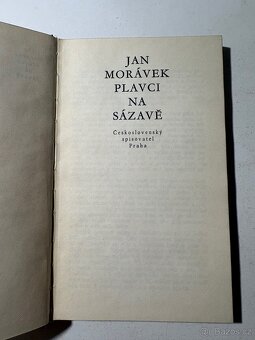 JAN
MORÁVEK
PLAVCI
NA
SÁZAVĚ
Československý
spisovatel
Praha